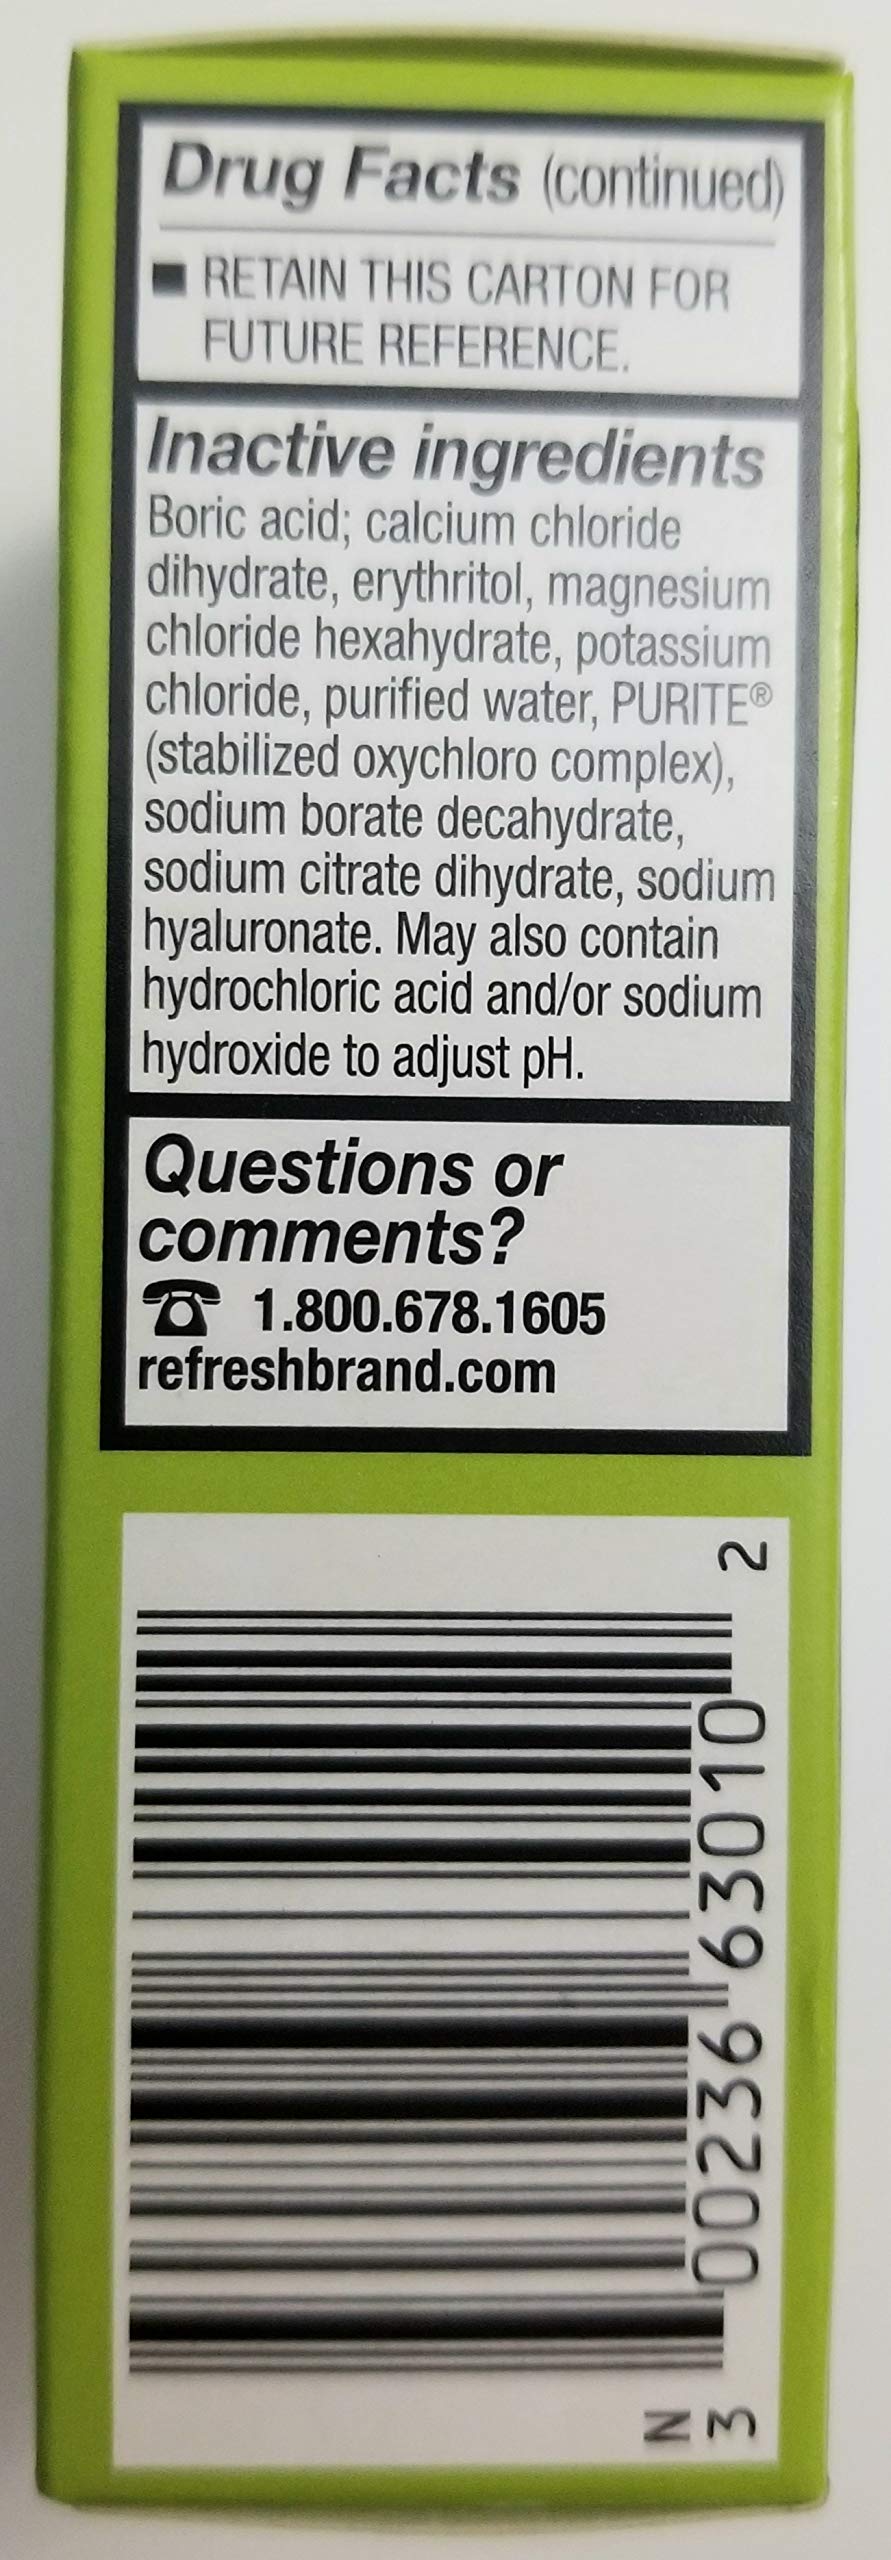 Drug Facts (continued)
■ RETAIN THIS CARTON FOR
FUTURE REFERENCE.
Inactive ingredients
Boric acid; calcium chloride
dihydrate, erythritol, magnesium
chloride hexahydrate, potassium
chloride, purified water, PURITE®
(stabilized oxychloro complex),
sodium borate decahydrate,
sodium citrate dihydrate, sodium
hyaluronate. May also contain
hydrochloric acid and/or sodium
hydroxide to adjust pH.
Questions or
comments?
☎ 1.800.678.1605
refreshbrand.com
N
3 00236 63010 2